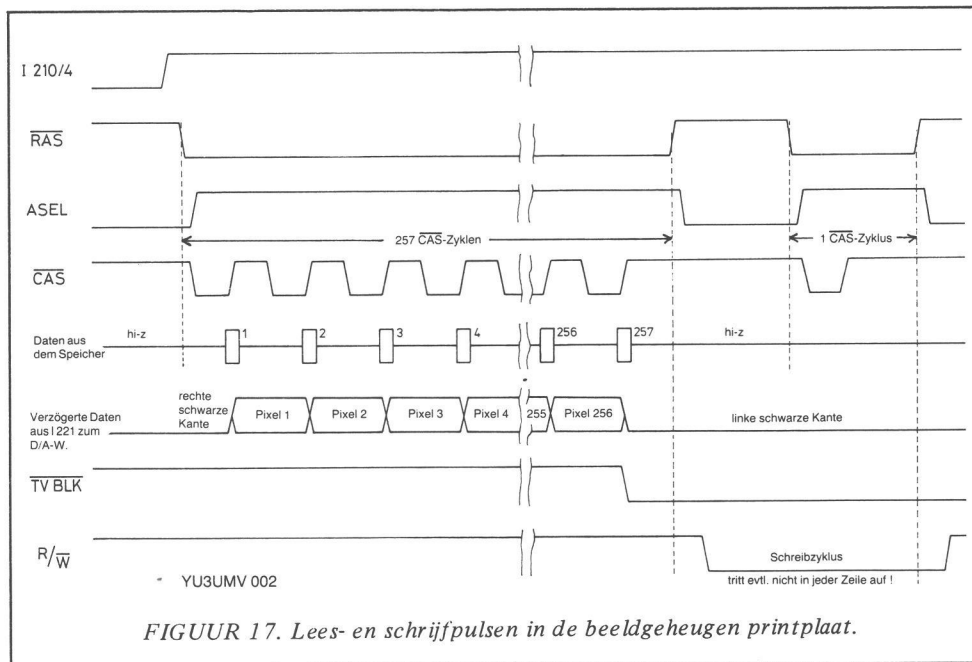 I 210/4
RAS
ASEL
257 CAS-Zyklen
1 CAS-Zyklus
CAS
Daten aus
dem Speicher
hi-z
1
2
3
4
256
257
hi-z
Verzögerte Daten
aus I 221 zum
D/A-W.
rechte
schwarze
Kante
Pixel 1
Pixel 2
Pixel 3
Pixel 4
255
Pixel 256
linke schwarze Kante
TV BLK
R/W
Schreibzyklus
tritt evtl. nicht in jeder Zeile auf !
YU3UMV 002
FIGUUR 17. Lees- en schrijfpulsen in de beeldgeheugen printplaat.